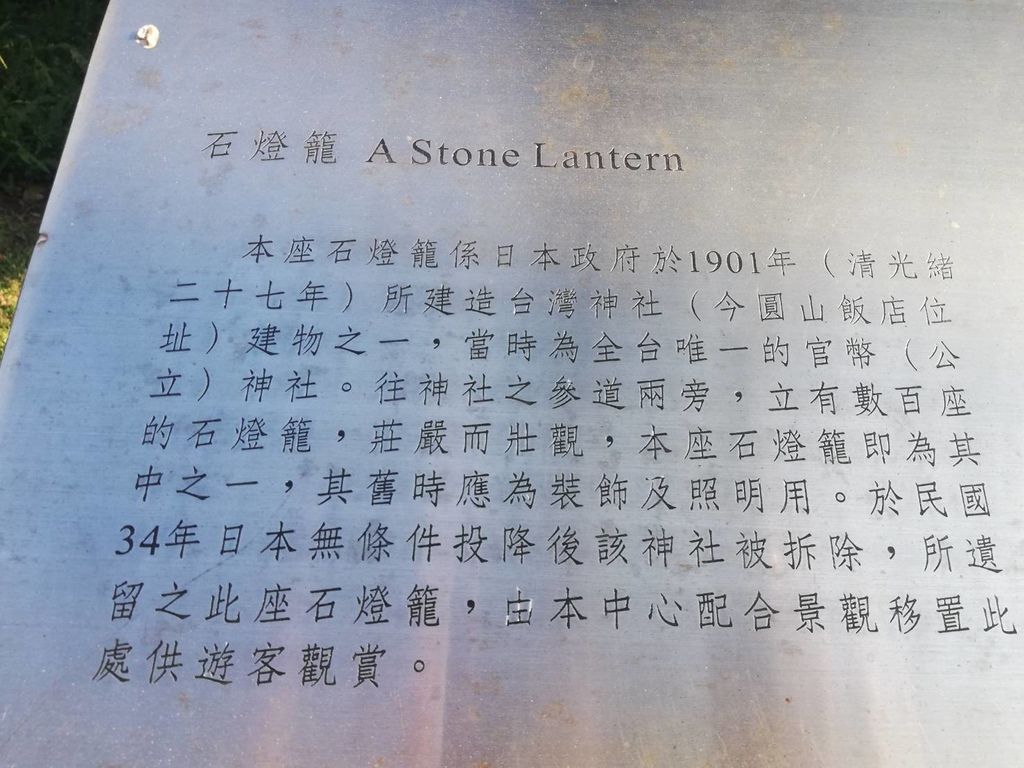 石燈籠 A Stone Lantern
本座石燈籠係日本政府於1901年（清光緒
二十七年）所建造台灣神社（今圓山飯店位
址）建物之一，當時為全台唯一的官幣（公
立）神社。往神社之參道兩旁，立有數百座
的石燈籠，莊嚴而壯觀，本座石燈籠即為其
中之一，其舊時應為裝飾及照明用。於民國
34年日本無條件投降後該神社被拆除，所遺
留之此座石燈籠，由本中心配合景觀移置此
處供遊客觀賞。